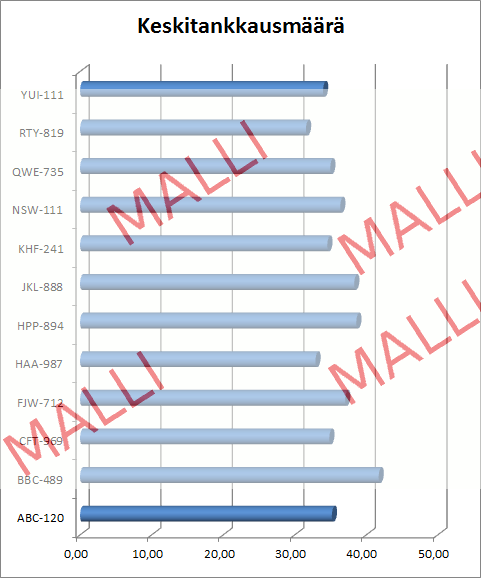 Keskitankkausmäärä
YUI-111
RTY-819
QWE-735
NSW-111
KHF-241
JKL-888
HPP-894
HAA-987
FJW-712
CFT-969
BBC-489
ABC-120
0,00 10,00 20,00 30,00 40,00 50,00
MALLI
MALLI
MALLI
MALLI